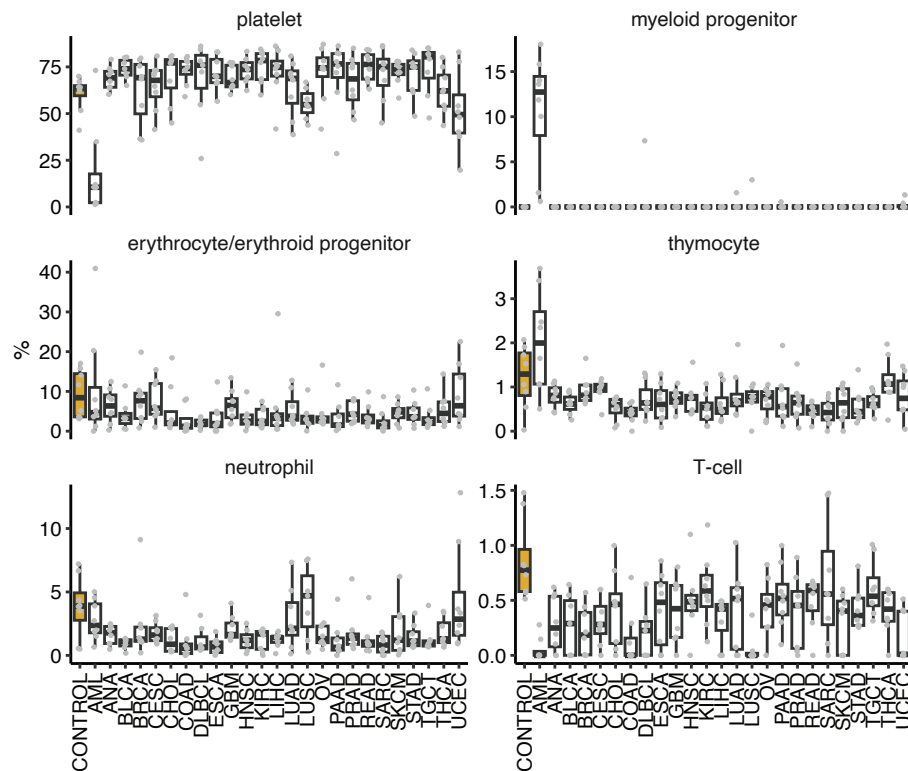 platelet
myeloid progenitor
75
50
25
0
15
10
5
0
erythrocyte/erythroid progenitor
thymocyte
40
30
20
10
0
4
3
2
1
0
%
neutrophil
T-cell
10
5
0
1.5
1.0
0.5
0.0
CONTROL
AML
ANA
BLCA
BRCA
CESC
CHOL
COAD
DLBCL
ESCA
GBM
HNSC
KIRC
LIHC
LUAD
LUSC
OV
PAAD
PRAD
READ
SARC
SKCM
STAD
TGCT
THCA
UCEC
CONTROL
AML
ANA
BLCA
BRCA
CESC
CHOL
COAD
DLBCL
ESCA
GBM
HNSC
KIRC
LIHC
LUAD
LUSC
OV
PAAD
PRAD
READ
SARC
SKCM
STAD
TGCT
THCA
UCEC